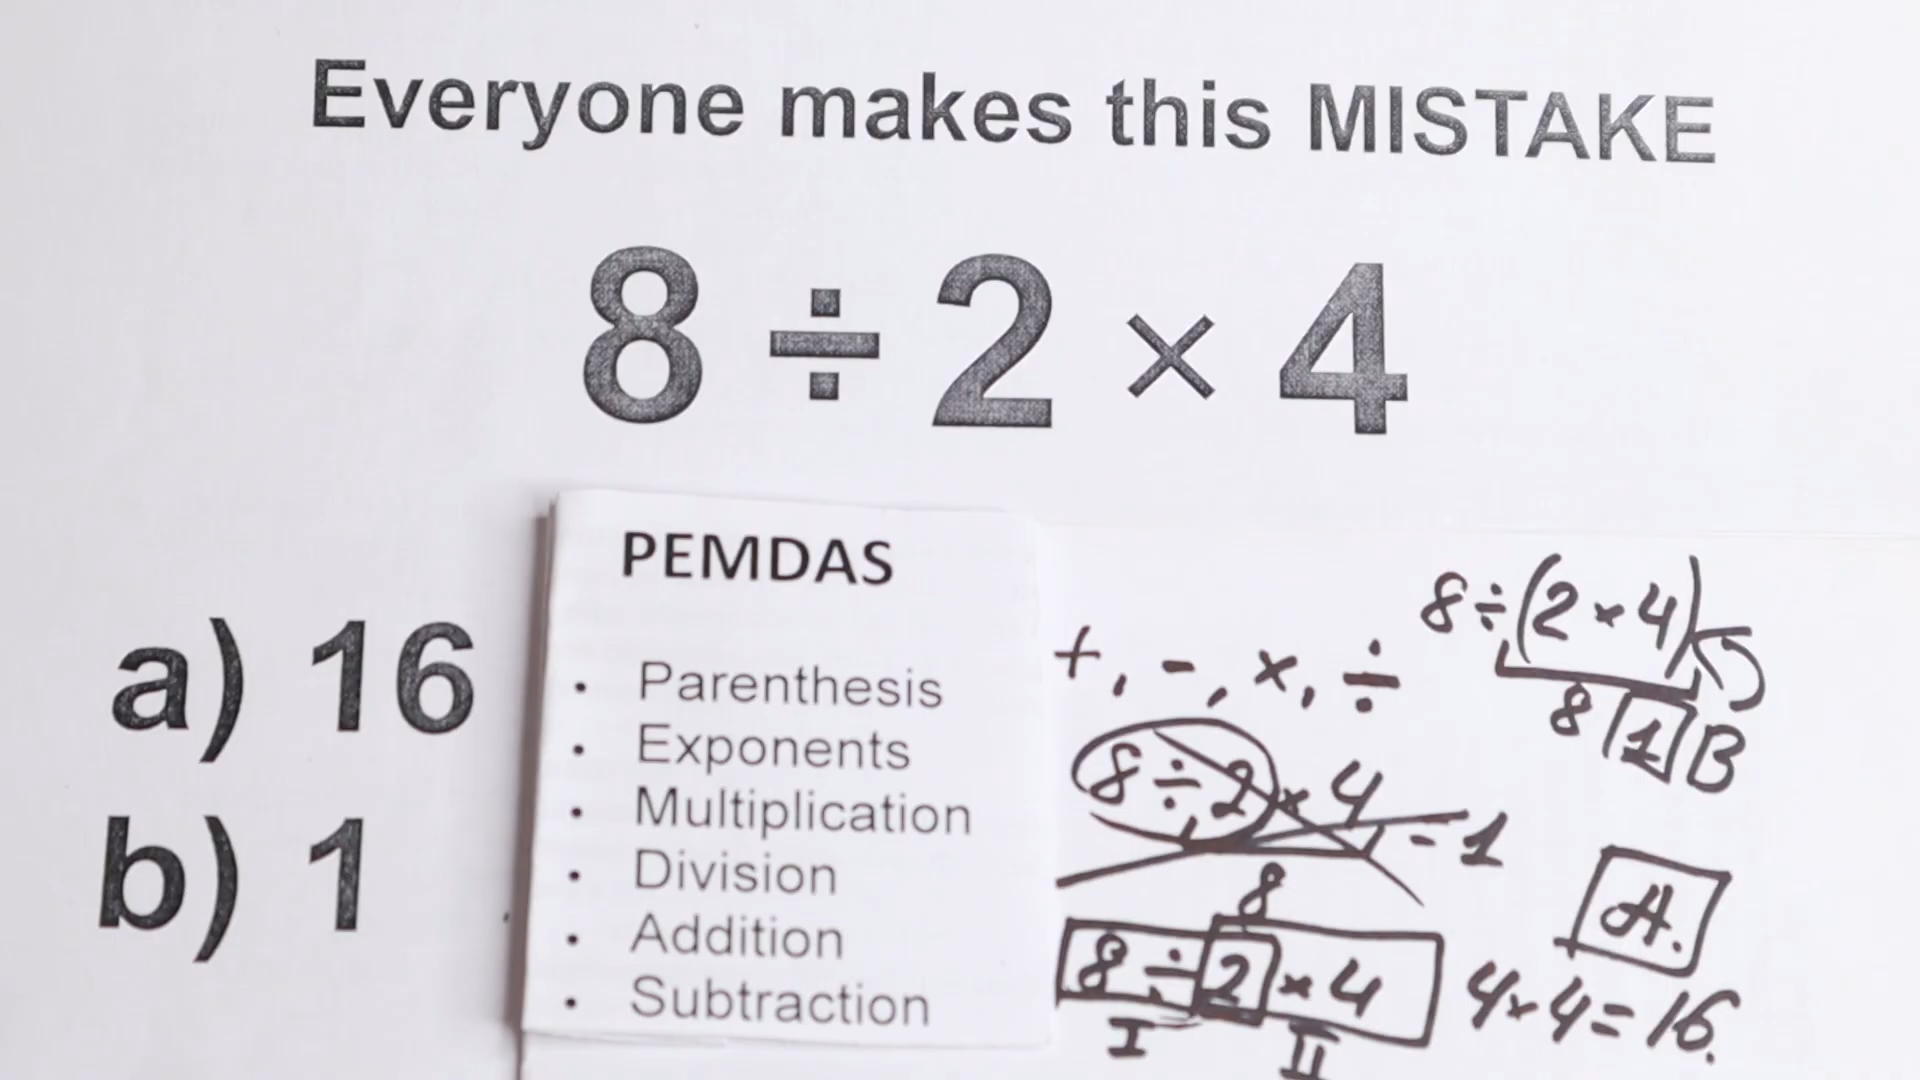 Everyone makes this MISTAKE
8 ÷ 2 × 4
a) 16
b) 1
PEMDAS
• Parenthesis
• Exponents
• Multiplication
• Division
• Addition
• Subtraction
8 ÷ (2 × 4)
8 1 B
+, -, ×, ÷
8 ÷ 2 × 4 = 1
8
8 ÷ 2 × 4
I II
A.
4 × 4 = 16.